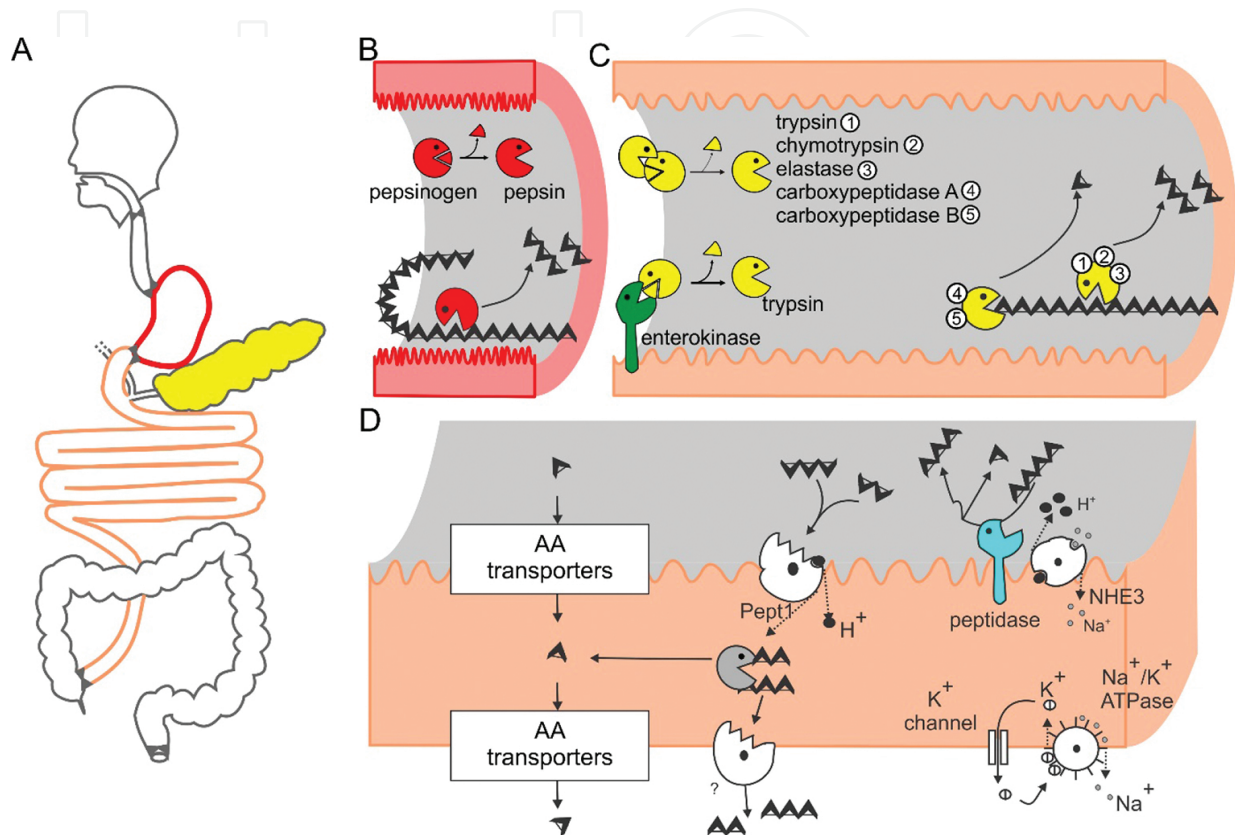 A
B
pepsinogen
pepsin
C
trypsin ①
chymotrypsin ②
elastase ③
carboxypeptidase A ④
carboxypeptidase B ⑤
trypsin
enterokinase
① ② ③
④
⑤
D
AA
transporters
Pept1
H⁺
peptidase
H⁺
NHE3
Na⁺
AA
transporters
?
K⁺
channel
K⁺
Na⁺/K⁺
ATPase
Na⁺